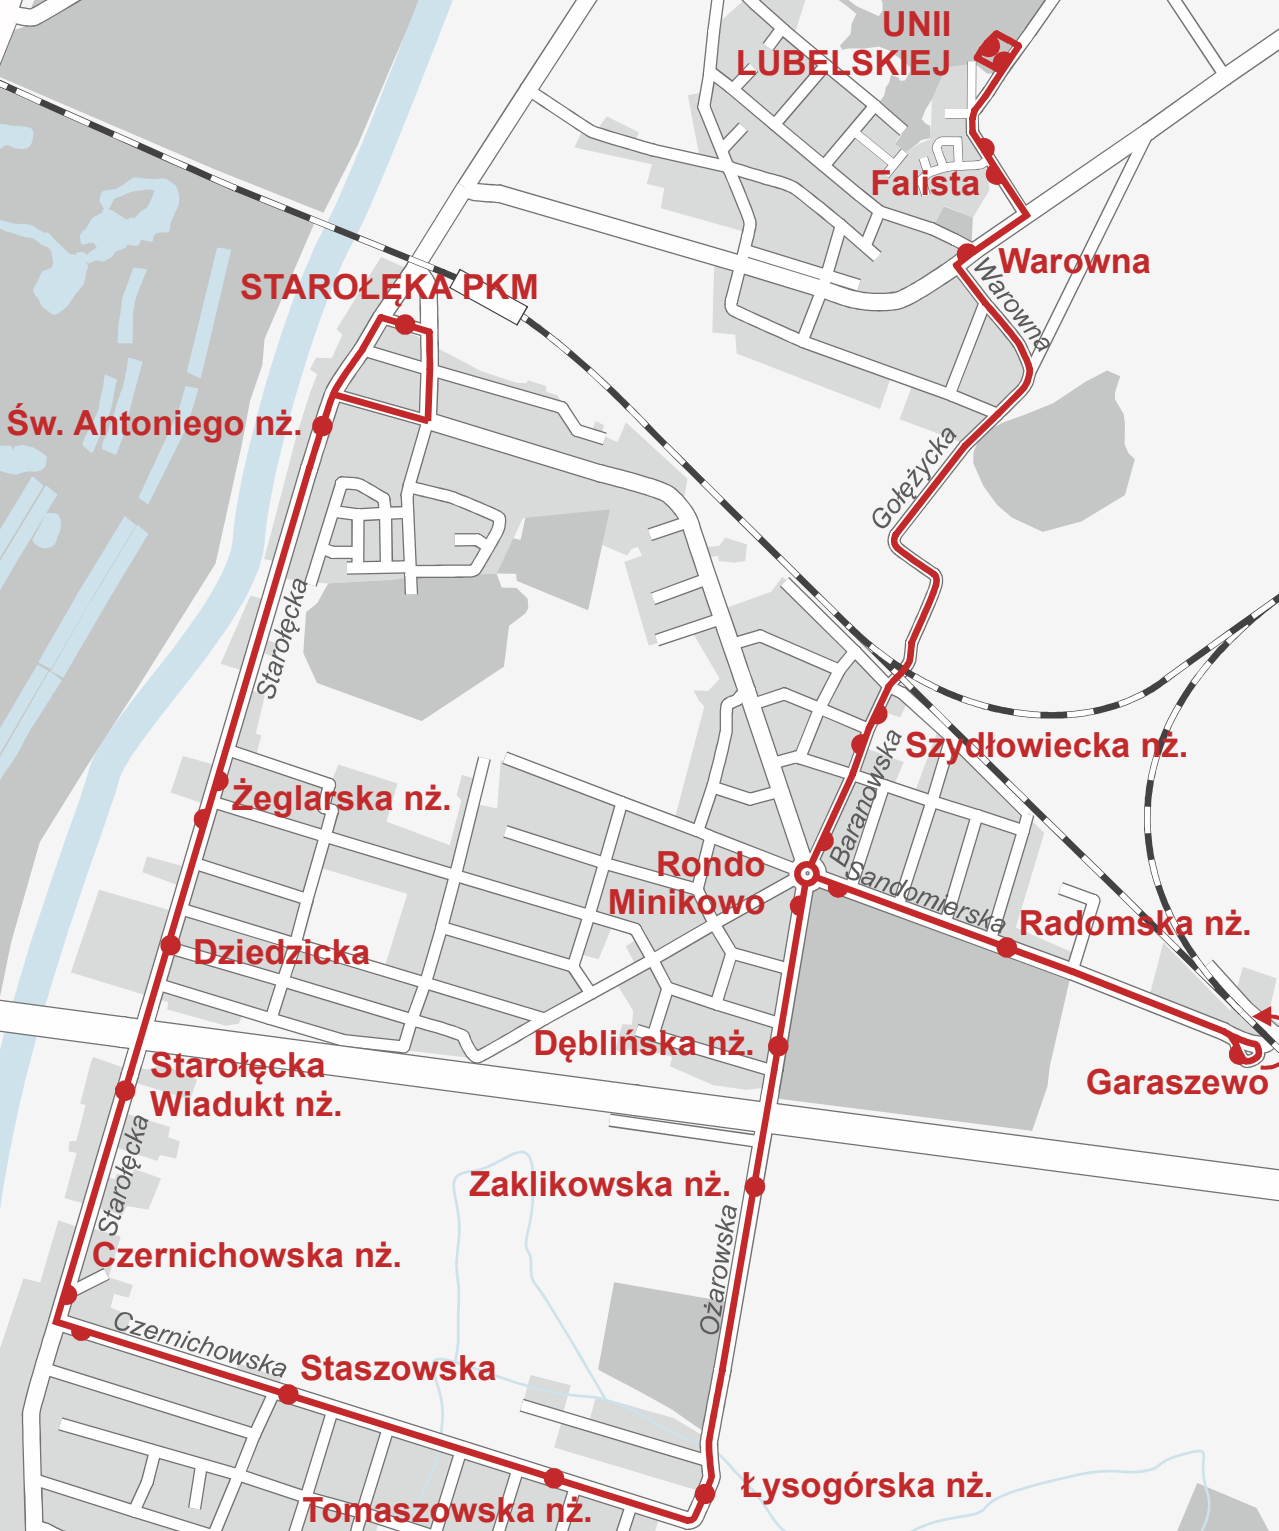 UNII
LUBELSKIEJ
Falista
Warowna
Warowna
STAROŁĘKA PKM
Św. Antoniego nż.
Gołężycka
Starołęcka
Szydłowiecka nż.
Baranowska
Żeglarska nż.
Rondo
Minikowo
Sandomierska
Radomska nż.
Dziedzicka
Dęblińska nż.
Starołęcka
Wiadukt nż.
Garaszewo
Starołęcka
Zaklikowska nż.
Ożarowska
Czernichowska nż.
Czernichowska
Staszowska
Łysogórska nż.
Tomaszowska nż.